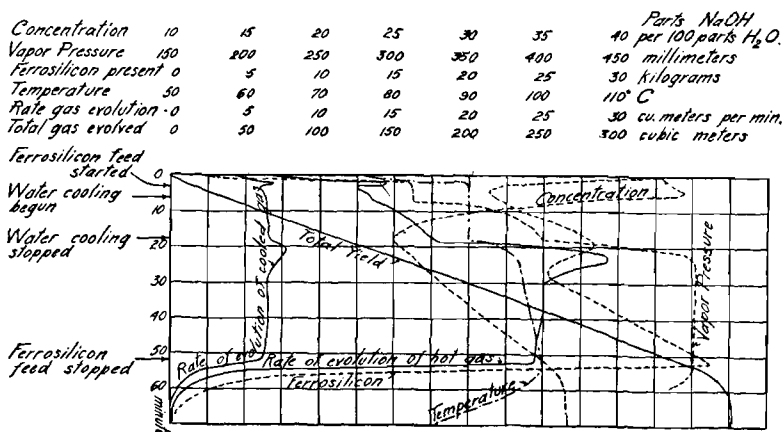 Parts NaOH
Concentration 10 15 20 25 30 35 40 per 100 parts H2O.
Vapor Pressure 150 200 250 300 350 400 450 millimeters
Ferrosilicon present 0 5 10 15 20 25 30 kilograms
Temperature 50 60 70 80 90 100 110° C
Rate gas evolution - 0 5 10 15 20 25 30 cu. meters per min.
Total gas evolved 0 50 100 150 200 250 300 cubic meters
Ferrosilicon feed started
Water cooling begun
Water cooling stopped
Ferrosilicon feed stopped
0
10
20
30
40
50
60
minutes
Concentration
Total Yield
Vapor Pressure
Rate of evolution of cooled gas
Rate of evolution of hot gas.
Ferrosilicon
Temperature